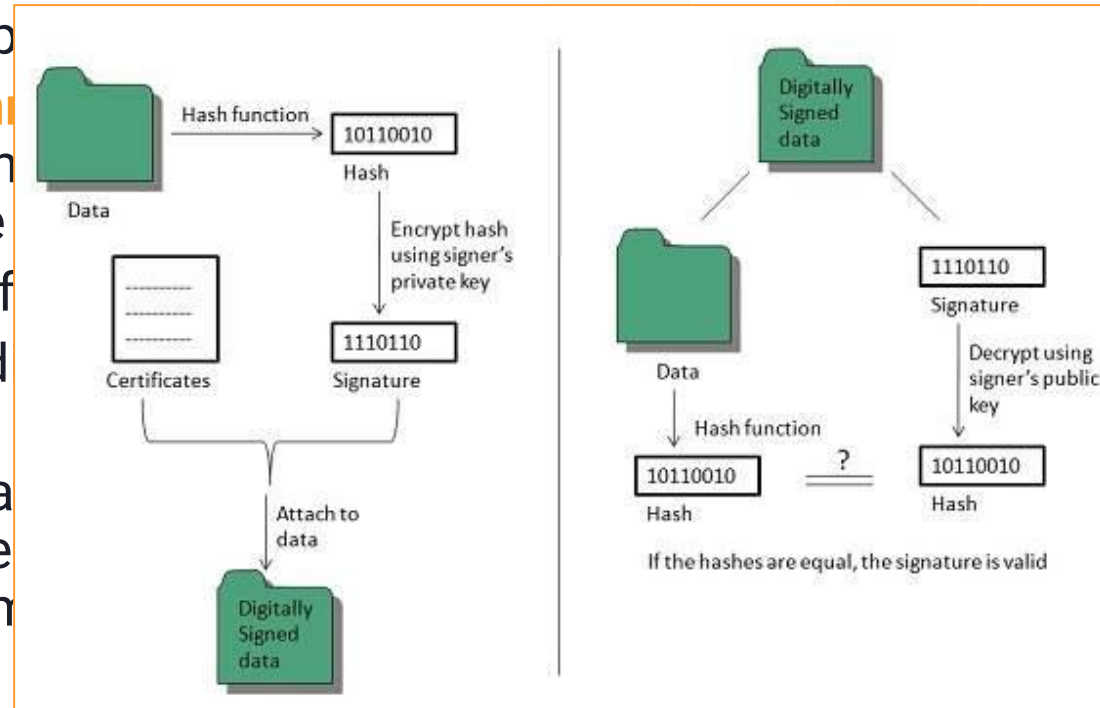 Data
Hash function
10110010
Hash
Encrypt hash
using signer's
private key
Certificates
1110110
Signature
Attach to
data
Digitally
Signed
data
Digitally
Signed
data
Data
1110110
Signature
Decrypt using
signer's public
key
Hash function
10110010
Hash
?
10110010
Hash
If the hashes are equal, the signature is valid